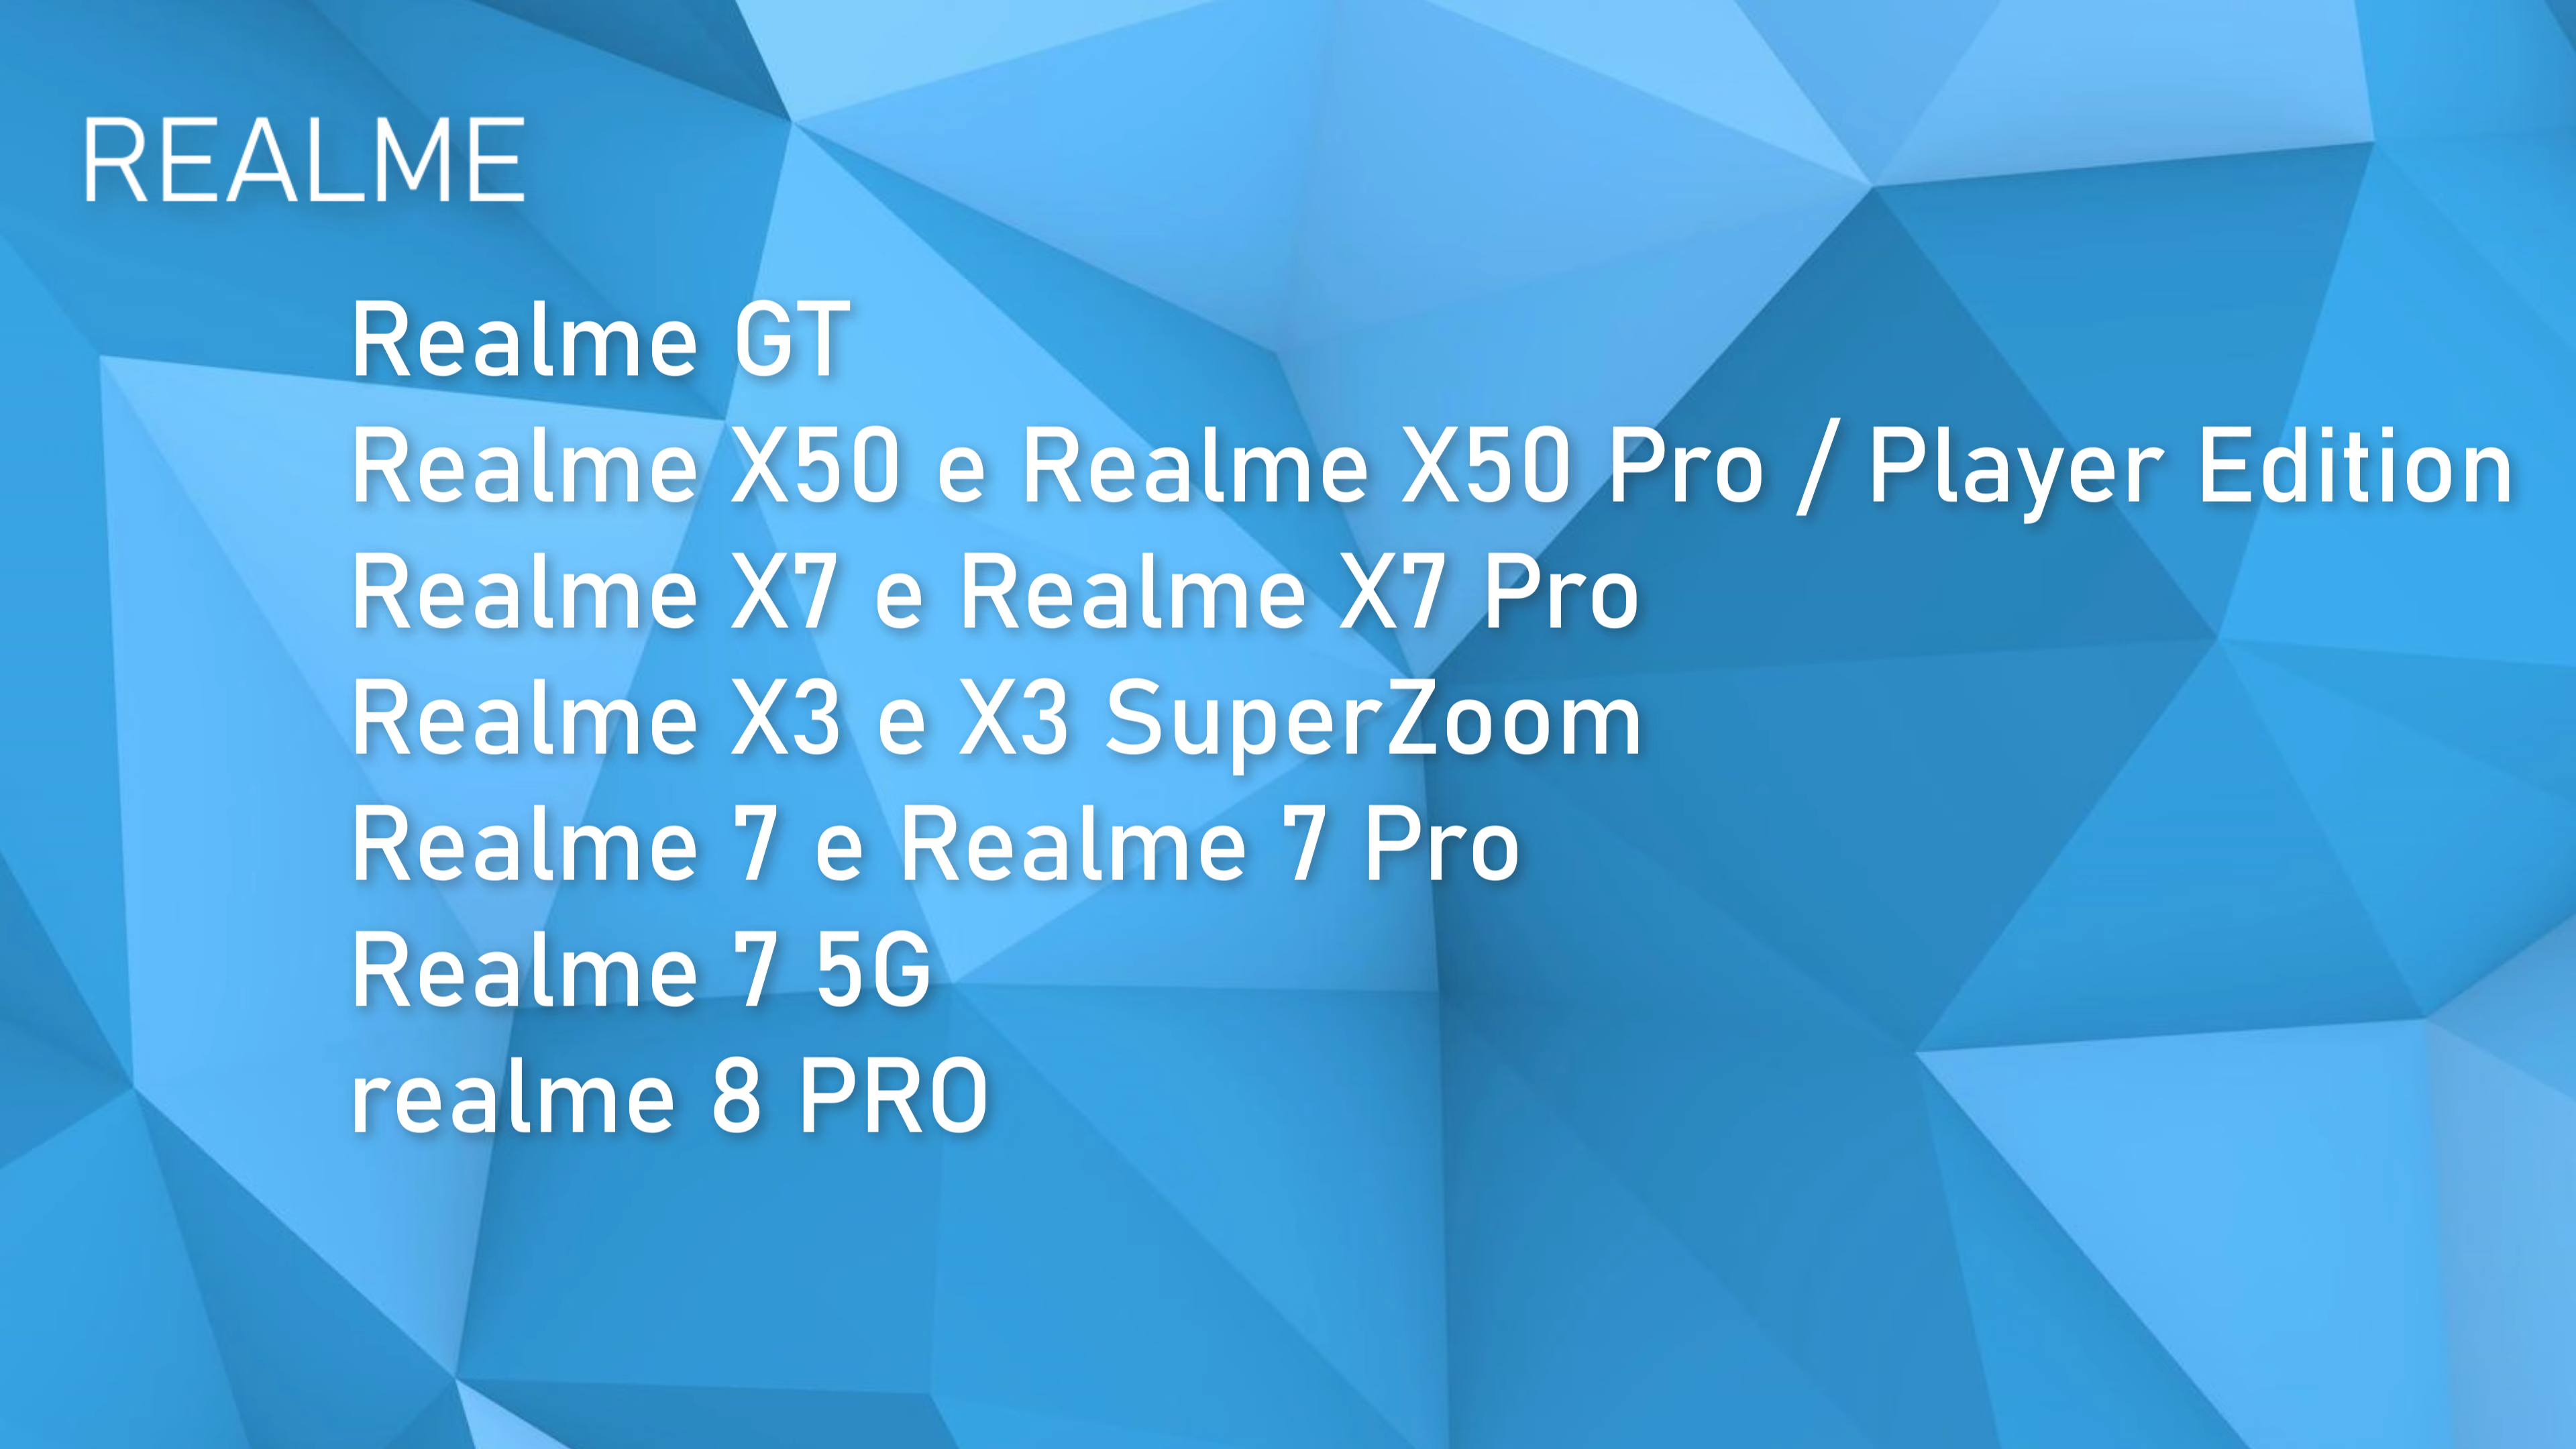 REALME
Realme GT
Realme X50 e Realme X50 Pro / Player Edition
Realme X7 e Realme X7 Pro
Realme X3 e X3 SuperZoom
Realme 7 e Realme 7 Pro
Realme 7 5G
realme 8 PRO